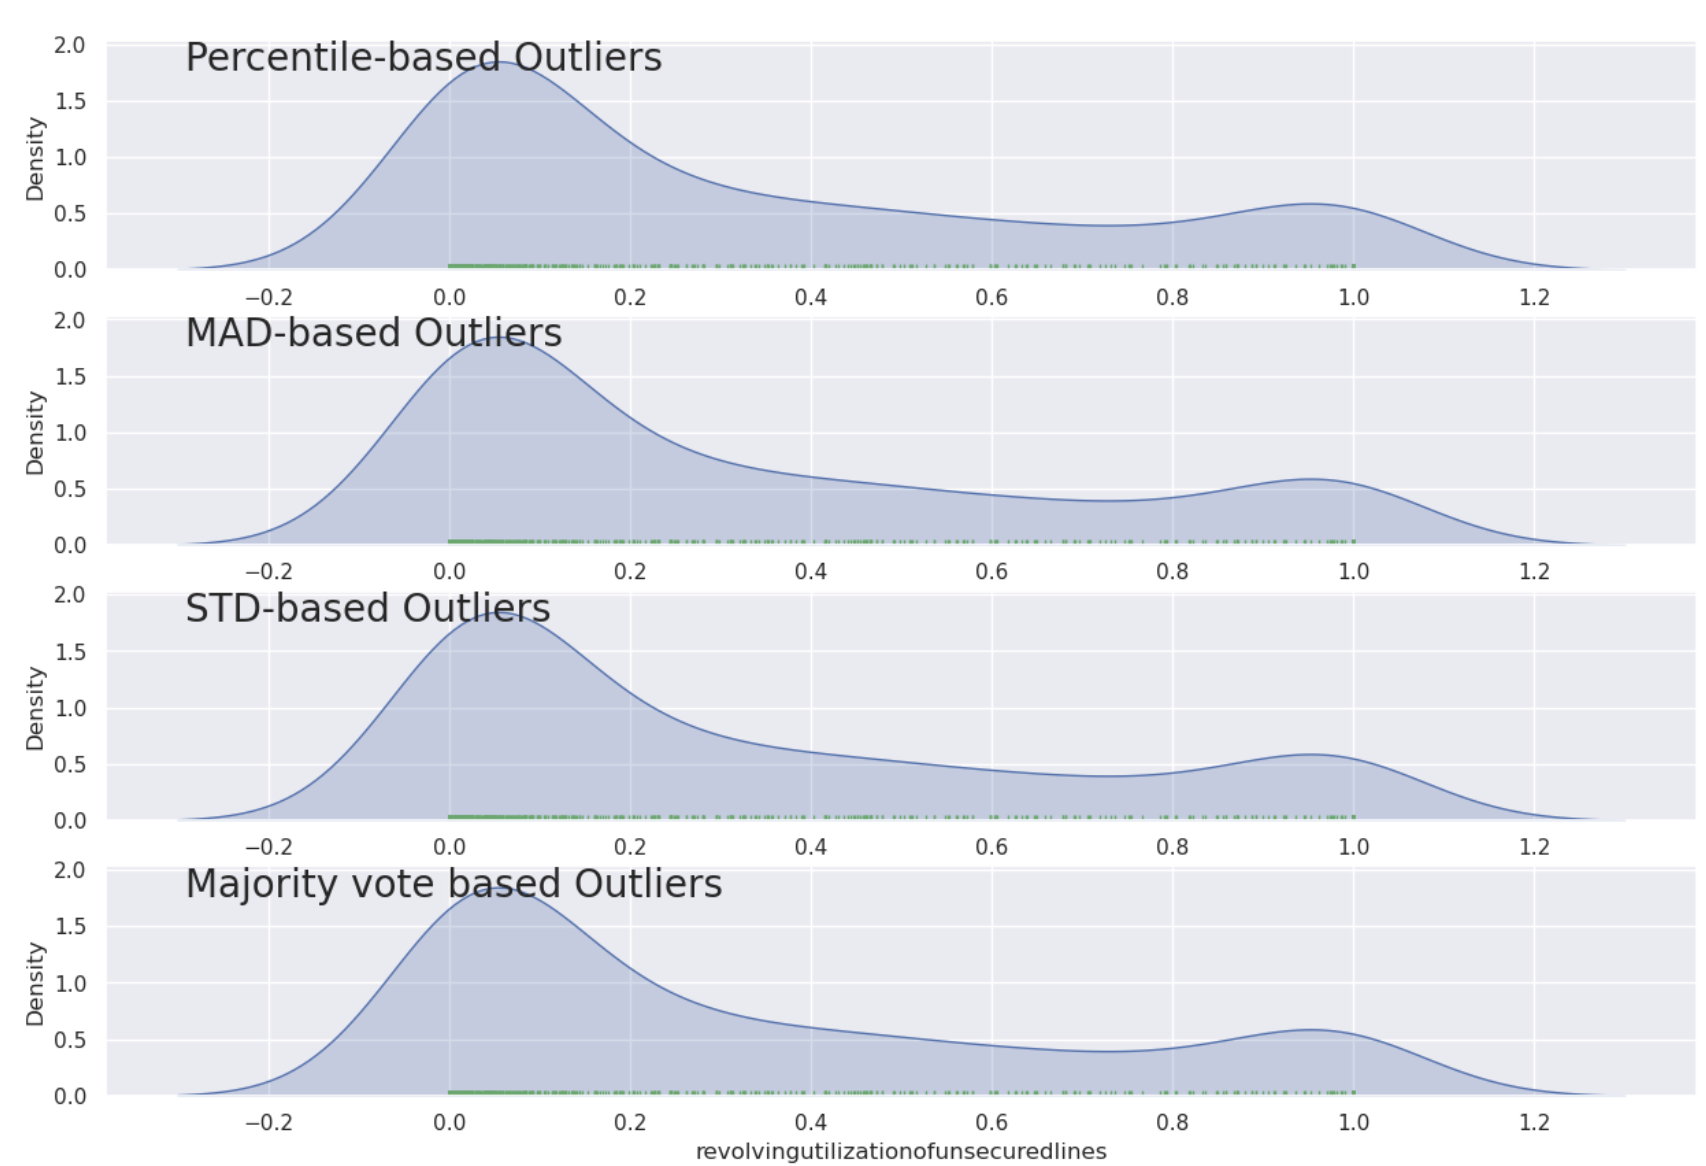 Percentile-based Outliers
Density
2.0
1.5
1.0
0.5
0.0
−0.2 0.0 0.2 0.4 0.6 0.8 1.0 1.2
MAD-based Outliers
Density
2.0
1.5
1.0
0.5
0.0
−0.2 0.0 0.2 0.4 0.6 0.8 1.0 1.2
STD-based Outliers
Density
2.0
1.5
1.0
0.5
0.0
−0.2 0.0 0.2 0.4 0.6 0.8 1.0 1.2
Majority vote based Outliers
Density
2.0
1.5
1.0
0.5
0.0
−0.2 0.0 0.2 0.4 0.6 0.8 1.0 1.2
revolvingutilizationofunsecuredlines